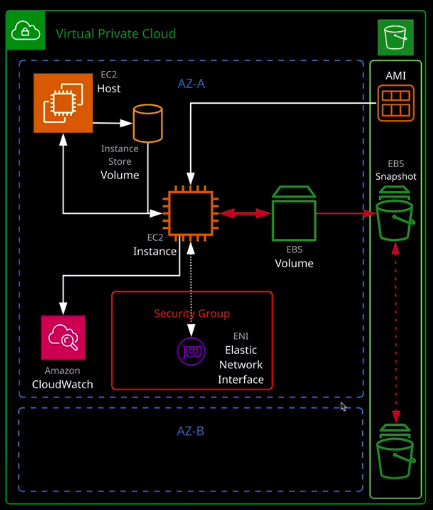 Virtual Private Cloud
AZ-A
AMI
EC2
Host
Instance
Store
Volume
EBS
Snapshot
EC2
Instance
EBS
Volume
Security Group
ENI
Elastic
Network
Interface
Amazon
CloudWatch
AZ-B